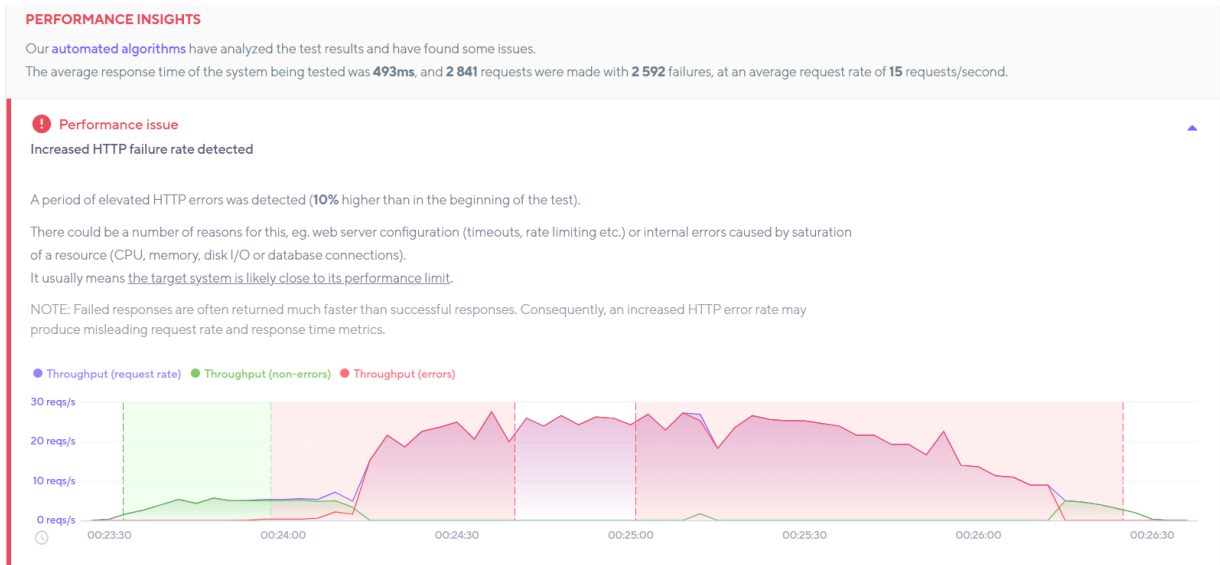 PERFORMANCE INSIGHTS
Our automated algorithms have analyzed the test results and have found some issues.
The average response time of the system being tested was 493ms, and 2 841 requests were made with 2 592 failures, at an average request rate of 15 requests/second.
Performance issue
Increased HTTP failure rate detected
A period of elevated HTTP errors was detected (10% higher than in the beginning of the test).
There could be a number of reasons for this, eg. web server configuration (timeouts, rate limiting etc.) or internal errors caused by saturation
of a resource (CPU, memory, disk I/O or database connections).
It usually means the target system is likely close to its performance limit.
NOTE: Failed responses are often returned much faster than successful responses. Consequently, an increased HTTP error rate may
produce misleading request rate and response time metrics.
Throughput (request rate) Throughput (non-errors) Throughput (errors)
30 reqs/s
20 reqs/s
10 reqs/s
0 reqs/s
00:23:30 00:24:00 00:24:30 00:25:00 00:25:30 00:26:00 00:26:30